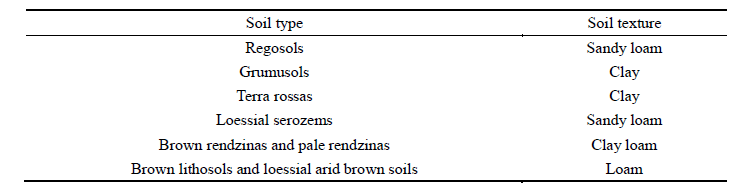 Soil type Soil texture
Regosols Sandy loam
Grumusols Clay
Terra rossas Clay
Loessial serozems Sandy loam
Brown rendzinas and pale rendzinas Clay loam
Brown lithosols and loessial arid brown soils Loam